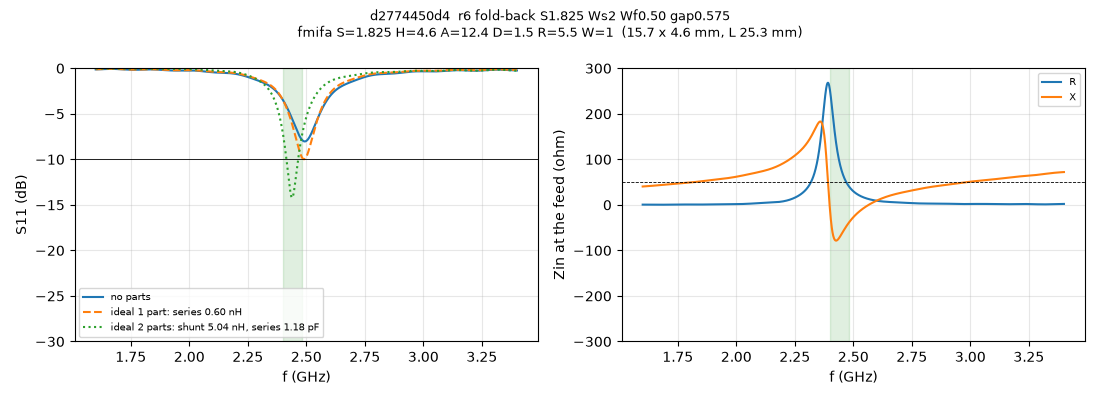 d2774450d4  r6 fold-back S1.825 Ws2 Wf0.50 gap0.575
fmifa S=1.825 H=4.6 A=12.4 D=1.5 R=5.5 W=1  (15.7 x 4.6 mm, L 25.3 mm)
S11 (dB)
0
−5
−10
−15
−20
−25
−30
no parts
ideal 1 part: series 0.60 nH
ideal 2 parts: shunt 5.04 nH, series 1.18 pF
1.75 2.00 2.25 2.50 2.75 3.00 3.25
f (GHz)
Zin at the feed (ohm)
300
200
100
0
−100
−200
−300
R
X
1.75 2.00 2.25 2.50 2.75 3.00 3.25
f (GHz)